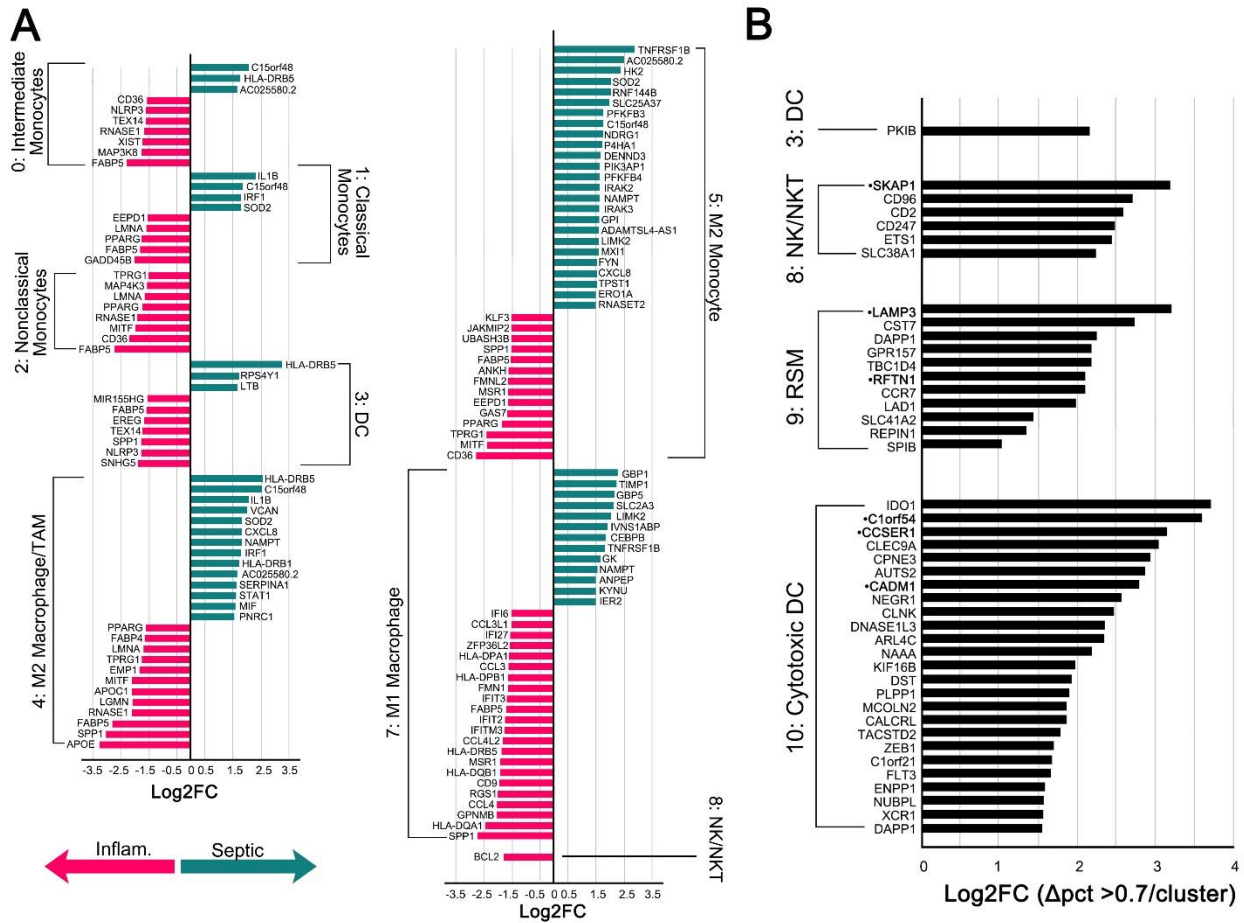 A
0: Intermediate
Monocytes
C15orf48
HLA-DRB5
AC025580.2
CD36
NLRP3
TEX14
RNASE1
XIST
MAP3K8
FABP5
1: Classical
Monocytes
IL1B
C15orf48
IRF1
SOD2
EEPD1
LMNA
PPARG
FABP5
GADD45B
2: Nonclassical
Monocytes
TPRG1
MAP4K3
LMNA
PPARG
RNASE1
MITF
CD36
FABP5
3: DC
HLA-DRB5
RPS4Y1
LTB
MIR155HG
FABP5
EREG
TEX14
SPP1
NLRP3
SNHG5
4: M2 Macrophage/TAM
HLA-DRB5
C15orf48
IL1B
VCAN
SOD2
CXCL8
NAMPT
IRF1
HLA-DRB1
AC025580.2
SERPINA1
STAT1
MIF
PNRC1
PPARG
FABP4
LMNA
TPRG1
EMP1
MITF
APOC1
LGMN
RNASE1
FABP5
SPP1
APOE
-3.5 -2.5 -1.5 -0.5 0 0.5 1.5 2.5 3.5
Log2FC
Inflam. Septic
5: M2 Monocyte
TNFRSF1B
AC025580.2
HK2
SOD2
RNF144B
SLC25A37
PFKFB3
C15orf48
NDRG1
P4HA1
DENND3
PIK3AP1
PFKFB4
IRAK2
NAMPT
IRAK3
GPI
ADAMTSL4-AS1
LIMK2
MXI1
FYN
CXCL8
TPST1
ERO1A
RNASET2
KLF3
JAKMIP2
UBASH3B
SPP1
FABP5
ANKH
FMNL2
MSR1
EEPD1
GAS7
PPARG
TPRG1
MITF
CD36
7: M1 Macrophage
GBP1
TIMP1
GBP5
SLC2A3
LIMK2
IVNS1ABP
CEBPB
TNFRSF1B
GK
NAMPT
ANPEP
KYNU
IER2
IFI6
CCL3L1
IFI27
ZFP36L2
HLA-DPA1
CCL3
HLA-DPB1
FMN1
IFIT3
FABP5
IFIT2
IFITM3
CCL4L2
HLA-DRB5
MSR1
HLA-DQB1
CD9
RGS1
CCL4
GPNMB
HLA-DQA1
SPP1
8: NK/NKT
BCL2
-3.5 -2.5 -1.5 -0.5 0 0.5 1.5 2.5 3.5
Log2FC
B
3: DC
PKIB
8: NK/NKT
•SKAP1
CD96
CD2
CD247
ETS1
SLC38A1
9: RSM
•LAMP3
CST7
DAPP1
GPR157
TBC1D4
•RFTN1
CCR7
LAD1
SLC41A2
REPIN1
SPIB
10: Cytotoxic DC
IDO1
•C1orf54
•CCSER1
CLEC9A
CPNE3
AUTS2
•CADM1
NEGR1
CLNK
DNASE1L3
ARL4C
NAAA
KIF16B
DST
PLPP1
MCOLN2
CALCRL
TACSTD2
ZEB1
C1orf21
FLT3
ENPP1
NUBPL
XCR1
DAPP1
0 1 2 3 4
Log2FC (Δpct >0.7/cluster)